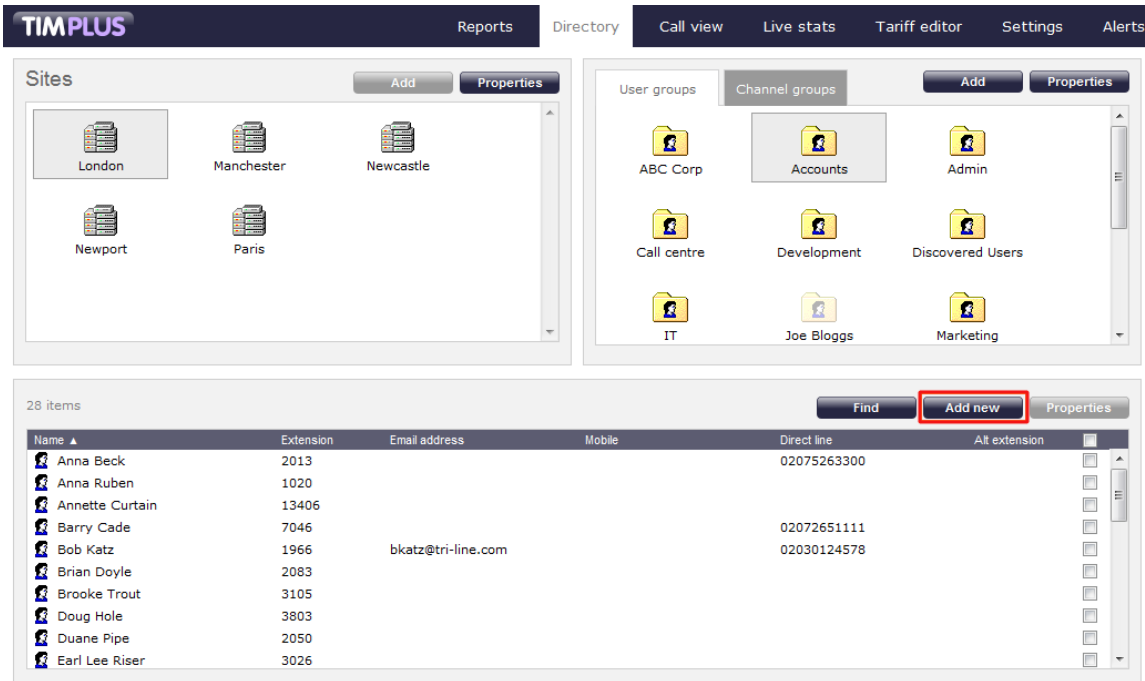 TIMPLUS Reports Directory Call view Live stats Tariff editor Settings Alerts
Sites Add Properties
London Manchester Newcastle
Newport Paris
User groups Channel groups Add Properties
ABC Corp Accounts Admin
Call centre Development Discovered Users
IT Joe Bloggs Marketing
28 items Find Add new Properties
Name ▲ Extension Email address Mobile Direct line Alt extension
Anna Beck 2013 02075263300
Anna Ruben 1020
Annette Curtain 13406
Barry Cade 7046 02072651111
Bob Katz 1966 bkatz@tri-line.com 02030124578
Brian Doyle 2083
Brooke Trout 3105
Doug Hole 3803
Duane Pipe 2050
Earl Lee Riser 3026